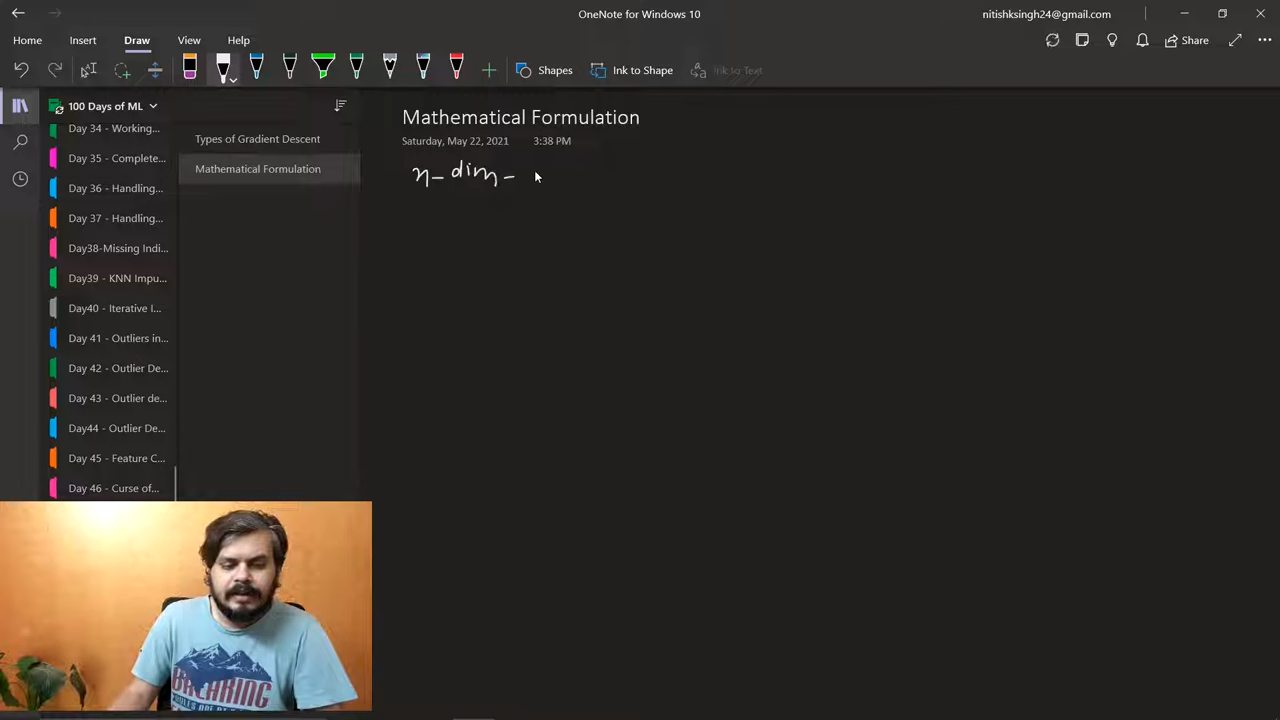 OneNote for Windows 10
nitishksingh24@gmail.com
Home
Insert
Draw
View
Help
Share
Shapes
Ink to Shape
Ink to Text
100 Days of ML
Day 34 - Working...
Day 35 - Complete...
Day 36 - Handling...
Day 37 - Handling...
Day38-Missing Indi...
Day39 - KNN Impu...
Day40 - Iterative I...
Day 41 - Outliers in...
Day 42 - Outlier De...
Day 43 - Outlier de...
Day44 - Outlier De...
Day 45 - Feature C...
Day 46 - Curse of...
Types of Gradient Descent
Mathematical Formulation
Mathematical Formulation
Saturday, May 22, 2021 3:38 PM
n-dim-
BREAKING